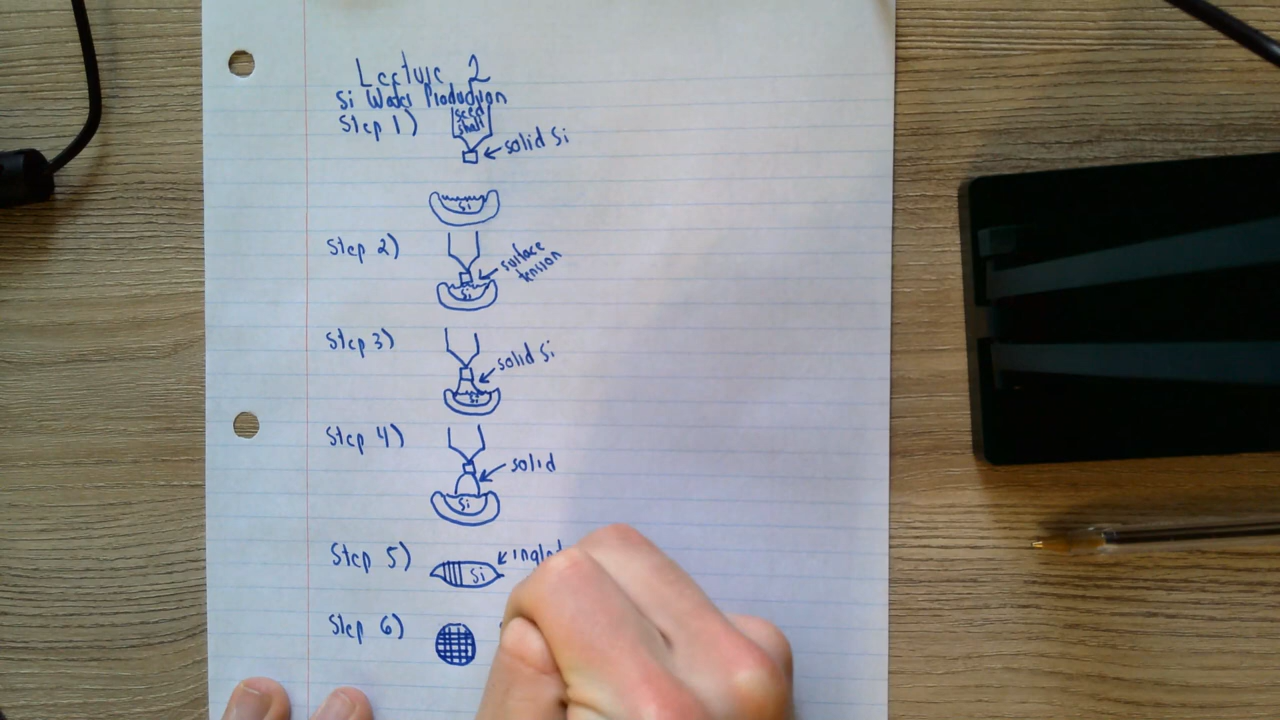 Lecture 2
Si Wafer Production
Step 1)
seed
shaft
solid Si
Si
Step 2)
surface
tension
Si
Step 3)
solid Si
Si
Step 4)
solid
Si
Step 5)
Si
Step 6)